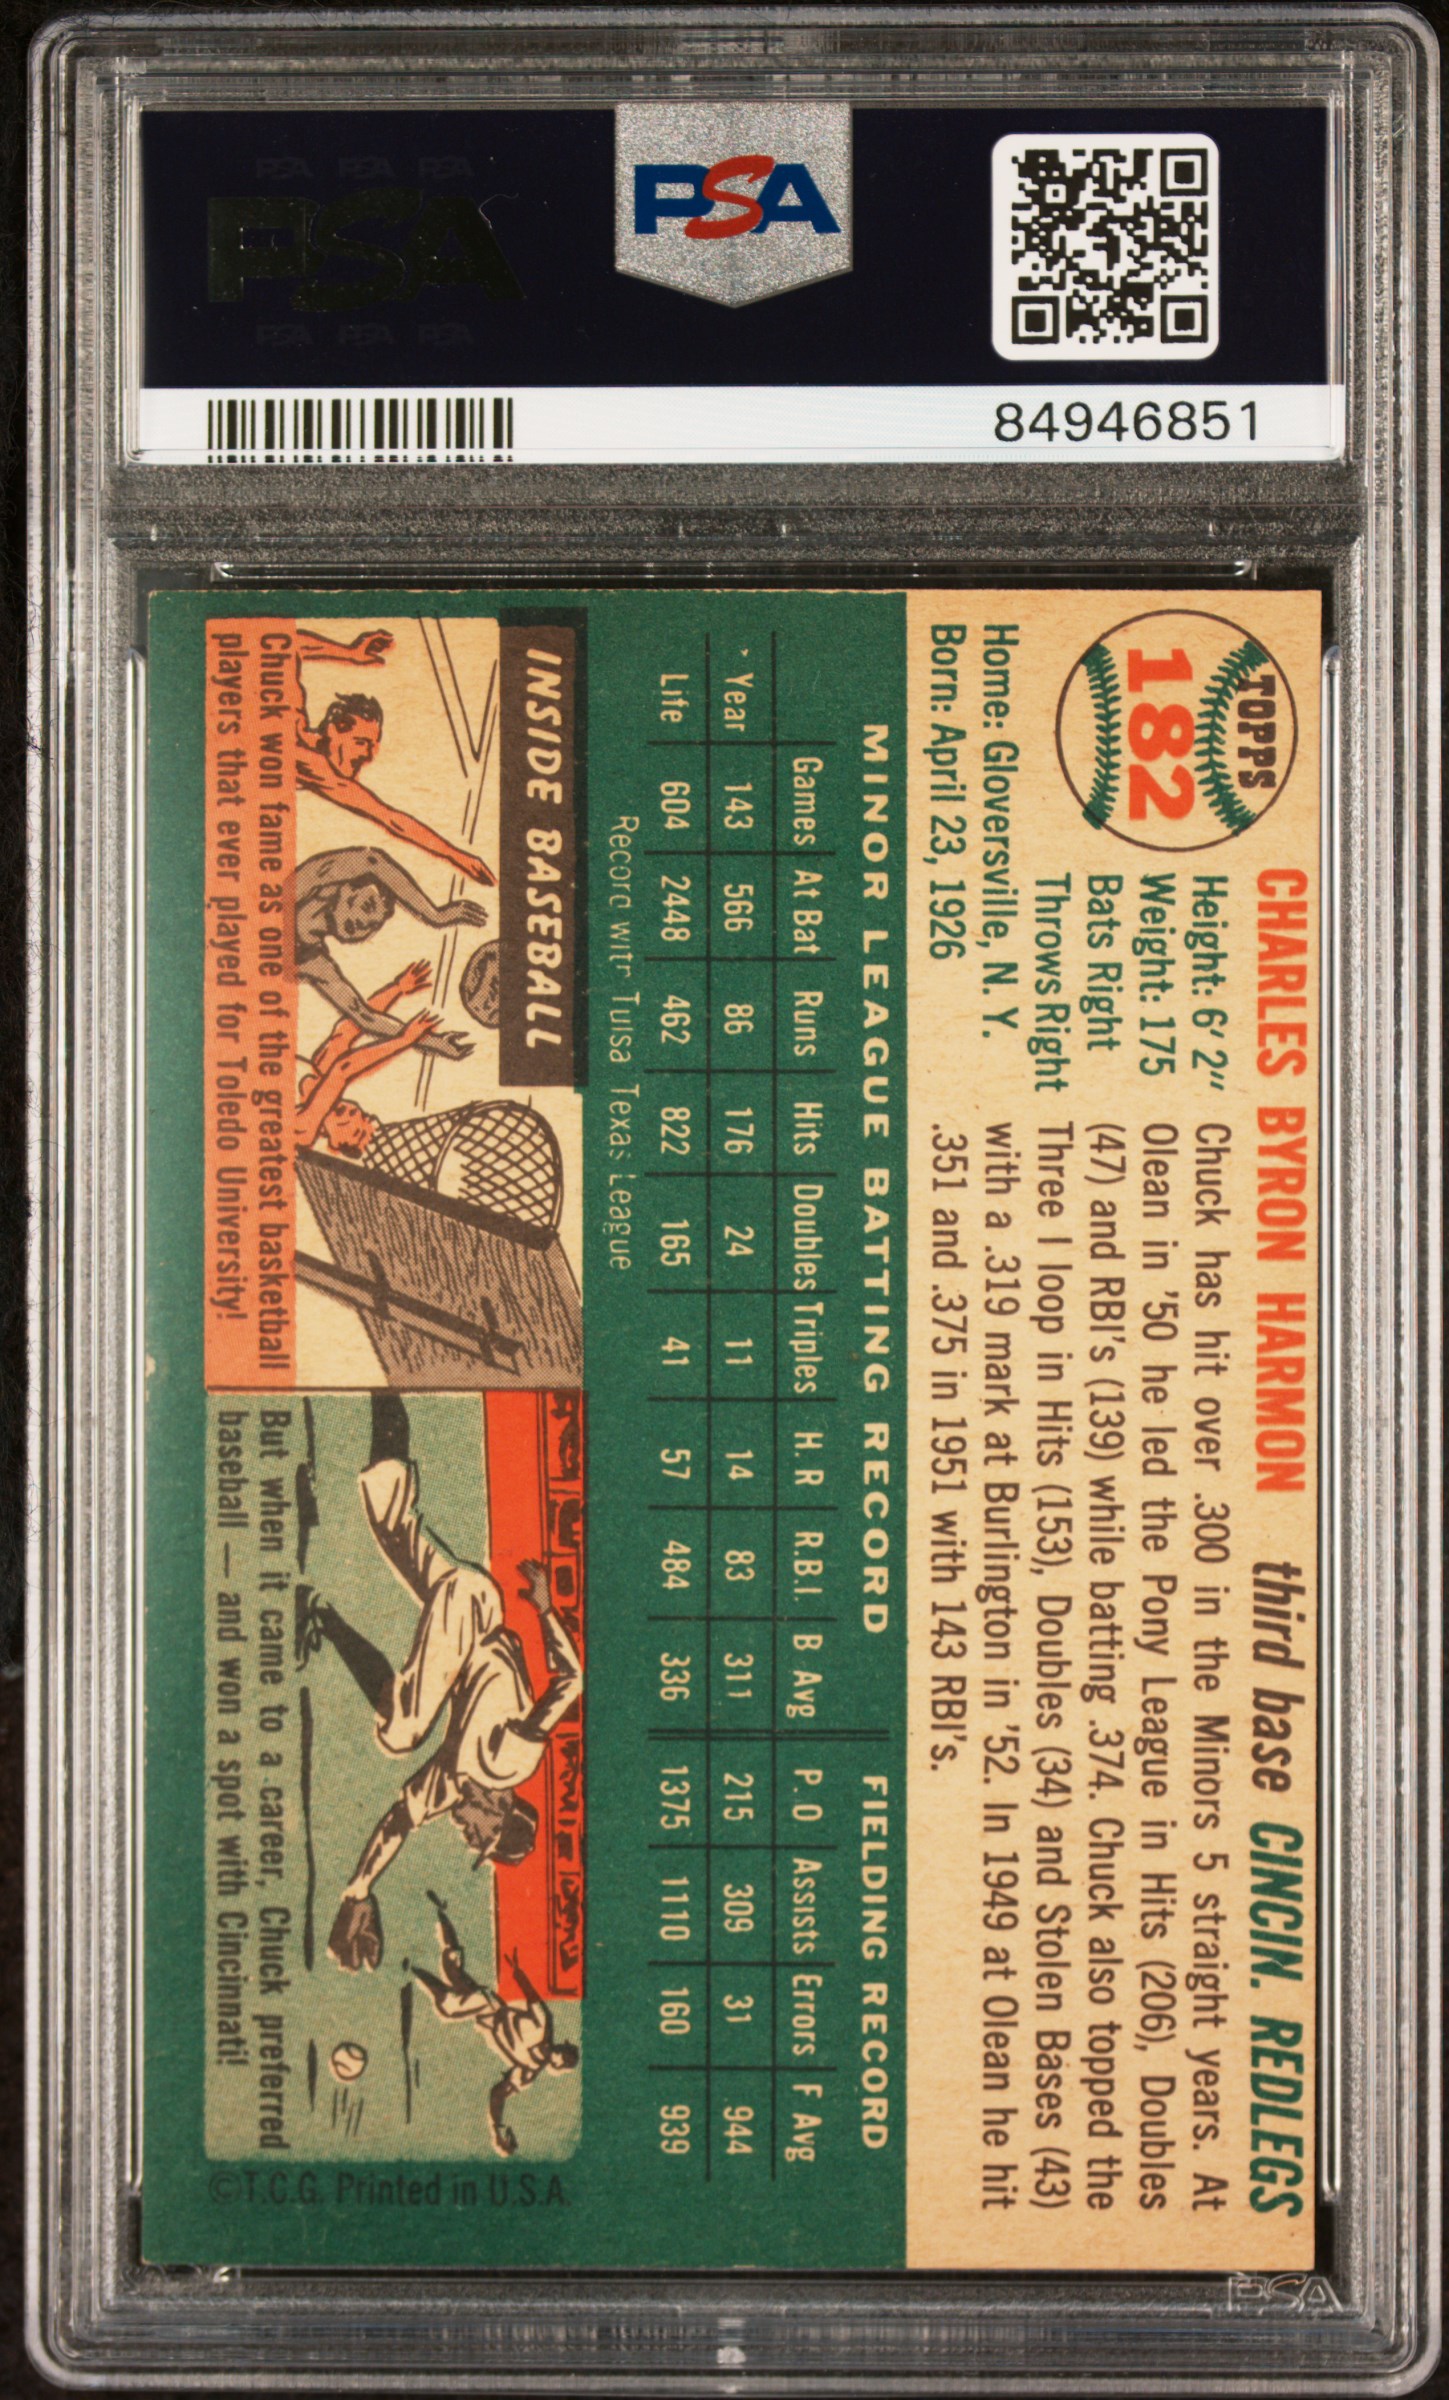 PSA PSA PSA
PSA
PSA PSA PSA
PSA
84946851
TOPPS
182
CHARLES BYRON HARMON third base CINCIN. REDLEGS
Height: 6' 2"
Weight: 175
Bats Right
Throws Right
Home: Gloversville, N. Y.
Born: April 23, 1926
Chuck has hit over .300 in the Minors 5 straight years. At
Olean in '50 he led the Pony League in Hits (206), Doubles
(47) and RBI's (139) while batting .374. Chuck also topped the
Three I loop in Hits (153), Doubles (34) and Stolen Bases (43)
with a .319 mark at Burlington in '52. In 1949 at Olean he hit
.351 and .375 in 1951 with 143 RBI's.
MINOR LEAGUE BATTING RECORD FIELDING RECORD
Games At Bat Runs Hits Doubles Triples H. R R.B.I. B Avg P. O Assists Errors F Avg
Year 143 566 86 176 24 11 14 83 311 215 309 31 .944
Life 604 2448 462 822 165 41 57 484 336 1375 1110 160 939
Record with Tulsa Texas League
INSIDE BASEBALL
Chuck won fame as one of the greatest basketball
players that ever played for Toledo University!
But when it came to a career, Chuck preferred
baseball — and won a spot with Cincinnati!
©T.C.G. Printed in U.S.A.
PSA